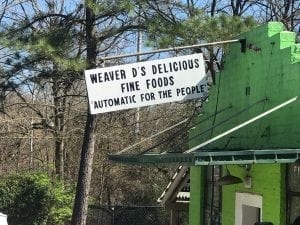 WEAVER D'S DELICIOUS
FINE FOODS
"AUTOMATIC FOR THE PEOPLE"